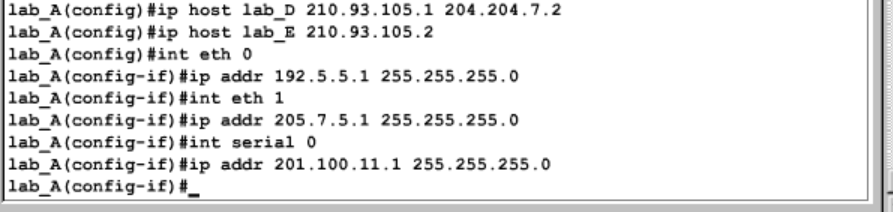 lab_A(config)#ip host lab_D 210.93.105.1 204.204.7.2
lab_A(config)#ip host lab_E 210.93.105.2
lab_A(config)#int eth 0
lab_A(config-if)#ip addr 192.5.5.1 255.255.255.0
lab_A(config-if)#int eth 1
lab_A(config-if)#ip addr 205.7.5.1 255.255.255.0
lab_A(config-if)#int serial 0
lab_A(config-if)#ip addr 201.100.11.1 255.255.255.0
lab_A(config-if)#_